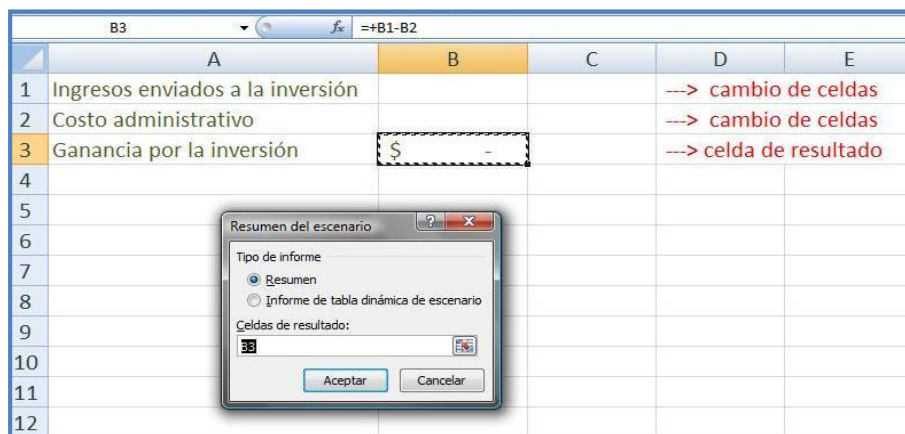 B3 fx =+B1-B2
A B C D E
1 Ingresos enviados a la inversión ---> cambio de celdas
2 Costo administrativo ---> cambio de celdas
3 Ganancia por la inversión $ - ---> celda de resultado
4
5
6
7
8
9
10
11
12
Resumen del escenario ?
Tipo de informe
Resumen
Informe de tabla dinámica de escenario
Celdas de resultado:
B3
Aceptar Cancelar